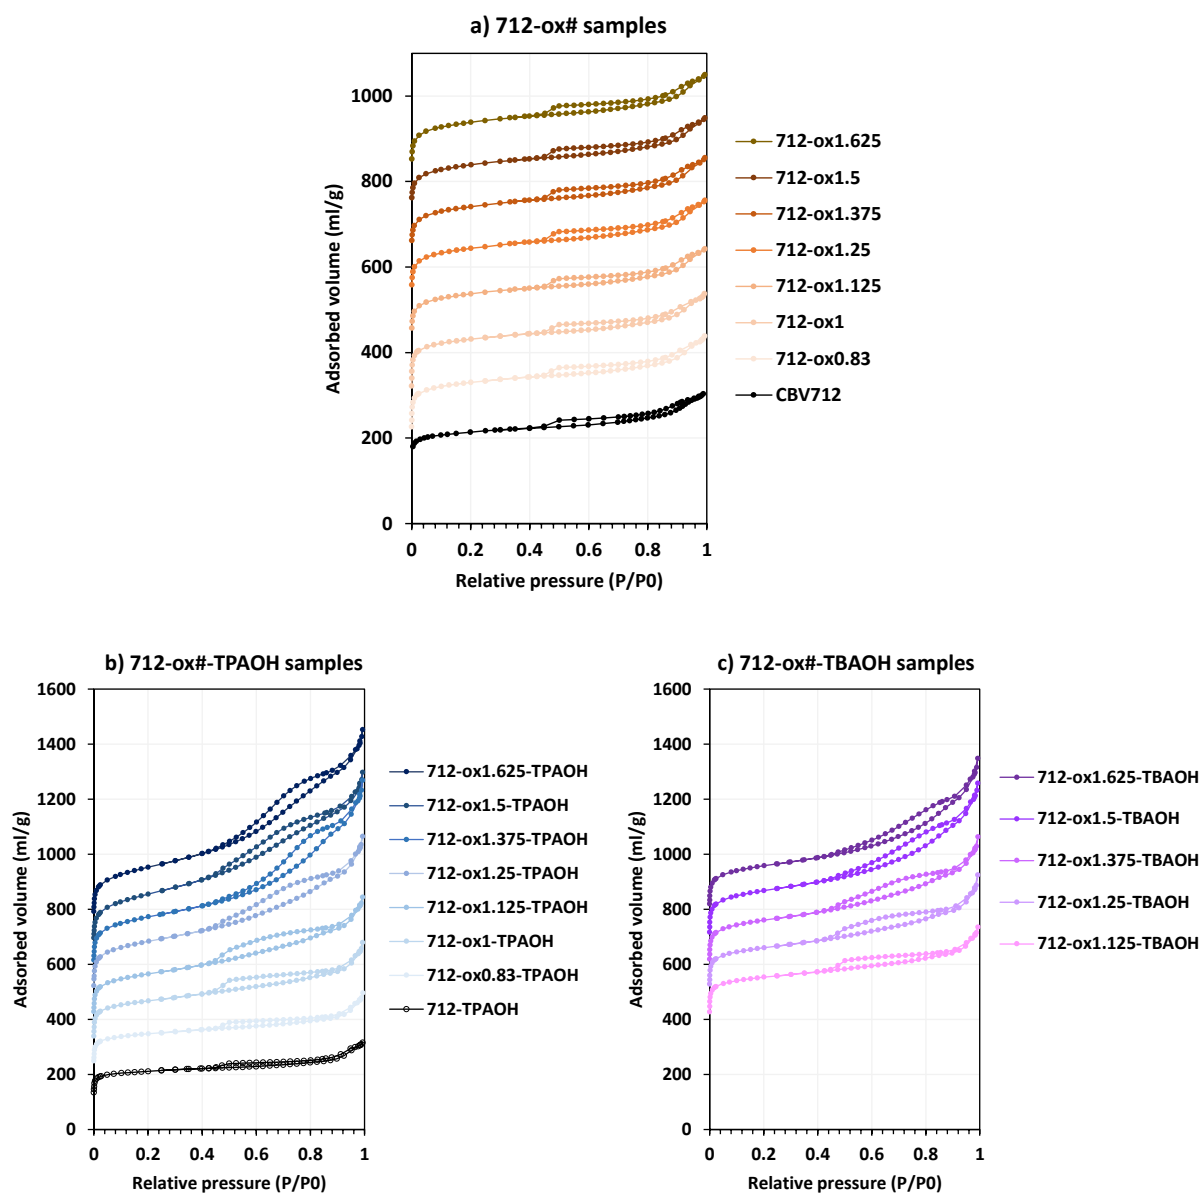 a) 712-ox# samples
Adsorbed volume (ml/g)
1000
800
600
400
200
0
0 0.2 0.4 0.6 0.8 1
Relative pressure (P/P0)
712-ox1.625
712-ox1.5
712-ox1.375
712-ox1.25
712-ox1.125
712-ox1
712-ox0.83
CBV712
b) 712-ox#-TPAOH samples
Adsorbed volume (ml/g)
1600
1400
1200
1000
800
600
400
200
0
0 0.2 0.4 0.6 0.8 1
Relative pressure (P/P0)
712-ox1.625-TPAOH
712-ox1.5-TPAOH
712-ox1.375-TPAOH
712-ox1.25-TPAOH
712-ox1.125-TPAOH
712-ox1-TPAOH
712-ox0.83-TPAOH
712-TPAOH
c) 712-ox#-TBAOH samples
Adsorbed volume (ml/g)
1600
1400
1200
1000
800
600
400
200
0
0 0.2 0.4 0.6 0.8 1
Relative pressure (P/P0)
712-ox1.625-TBAOH
712-ox1.5-TBAOH
712-ox1.375-TBAOH
712-ox1.25-TBAOH
712-ox1.125-TBAOH